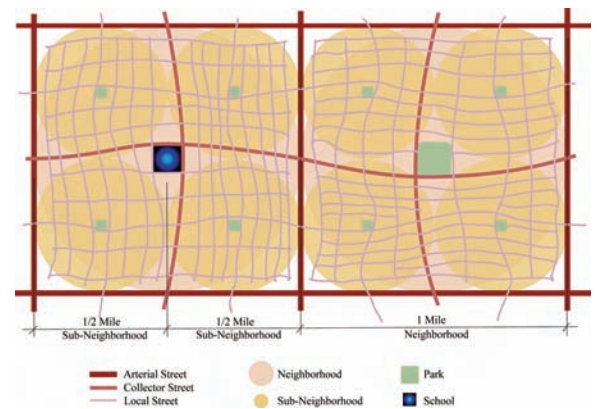 1/2 Mile
Sub-Neighborhood
1/2 Mile
Sub-Neighborhood
1 Mile
Neighborhood
Arterial Street
Collector Street
Local Street
Neighborhood
Sub-Neighborhood
Park
School